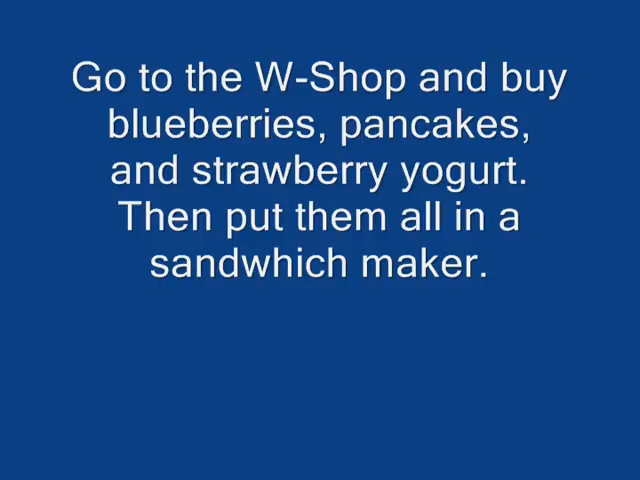 Go to the W-Shop and buy
blueberries, pancakes,
and strawberry yogurt.
Then put them all in a
sandwhich maker.